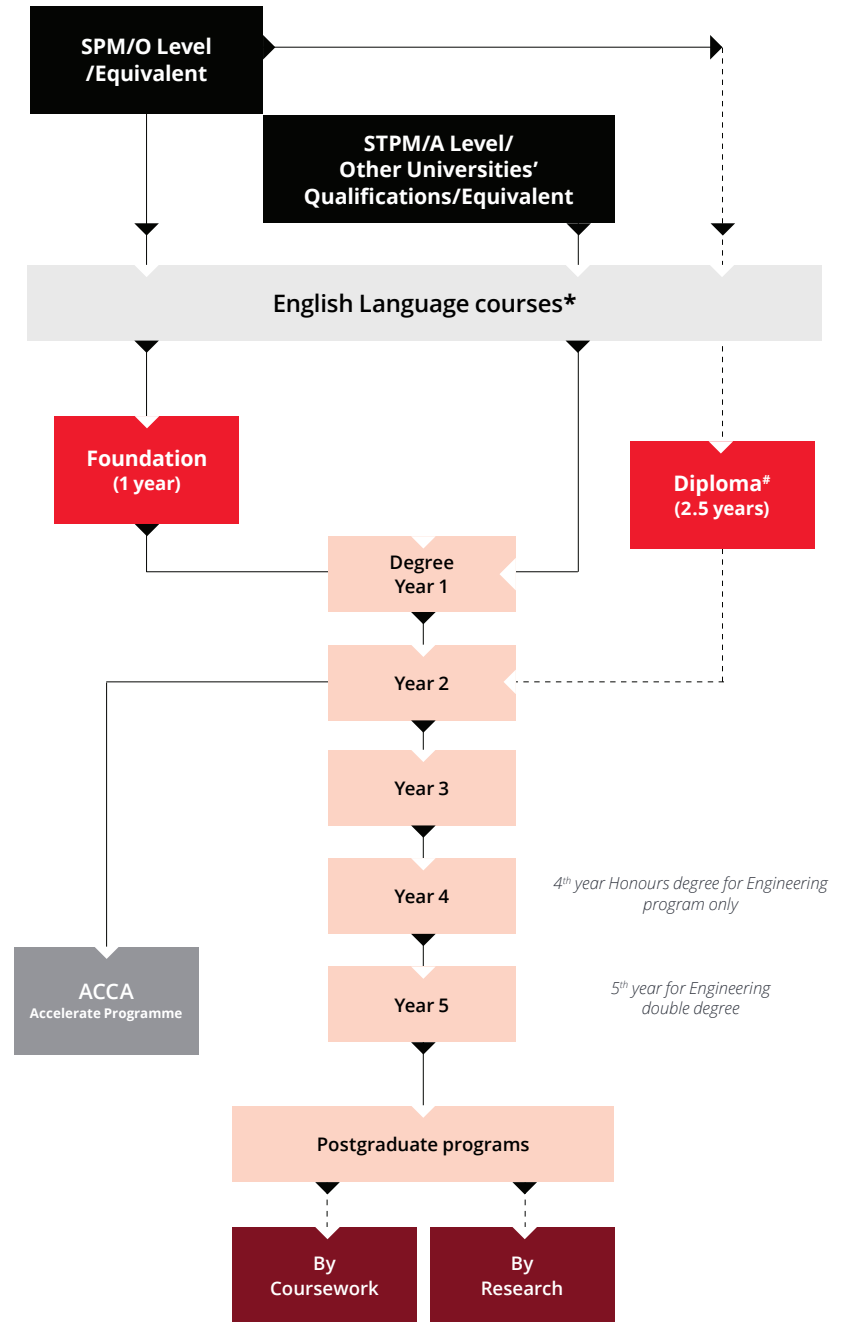 SPM/O Level
/Equivalent
STPM/A Level/
Other Universities’
Qualifications/Equivalent
English Language courses*
Foundation
(1 year)
Diploma#
(2.5 years)
Degree
Year 1
Year 2
Year 3
Year 4
4th year Honours degree for Engineering
program only
ACCA
Accelerate Programme
Year 5
5th year for Engineering
double degree
Postgraduate programs
By
Coursework
By
Research